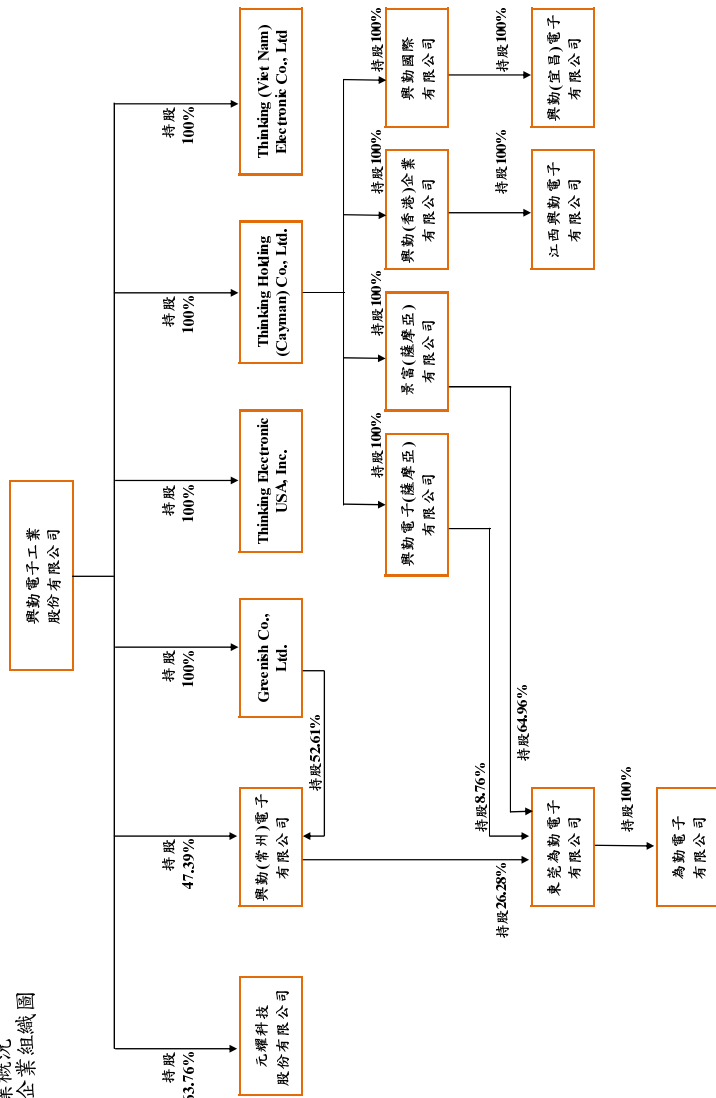 概況
企業組織圖
興勤電子工業
股份有限公司
持股
持股
47.39%
持股
100%
持股
100%
持股
100%
持股
100%
元耀科技
股份有限公司
興勤(常州)電子
有限公司
Greenish Co.,
Ltd.
Thinking Electronic
USA, Inc.
Thinking Holding
(Cayman) Co., Ltd.
Thinking (Viet Nam)
Electronic Co., Ltd
持股52.61%
持股100%
持股100%
持股100%
持股100%
興勤電子(薩摩亞)
有限公司
景富(薩摩亞)
有限公司
興勤(香港)企業
有限公司
興勤國際
有限公司
持股26.28%
持股8.76%
持股64.96%
持股100%
持股100%
東莞為勤電子
有限公司
江西興勤電子
有限公司
興勤(宜昌)電子
有限公司
持股100%
為勤電子
有限公司